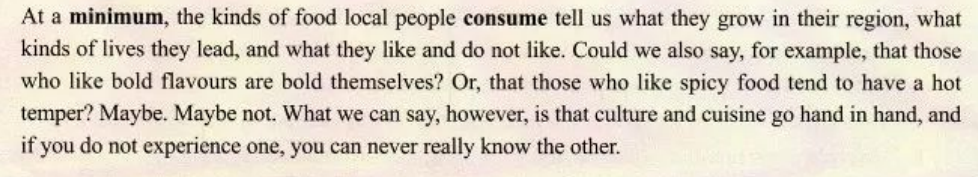 At a minimum, the kinds of food local people consume tell us what they grow in their region, what
kinds of lives they lead, and what they like and do not like. Could we also say, for example, that those
who like bold flavours are bold themselves? Or, that those who like spicy food tend to have a hot
temper? Maybe. Maybe not. What we can say, however, is that culture and cuisine go hand in hand, and
if you do not experience one, you can never really know the other.